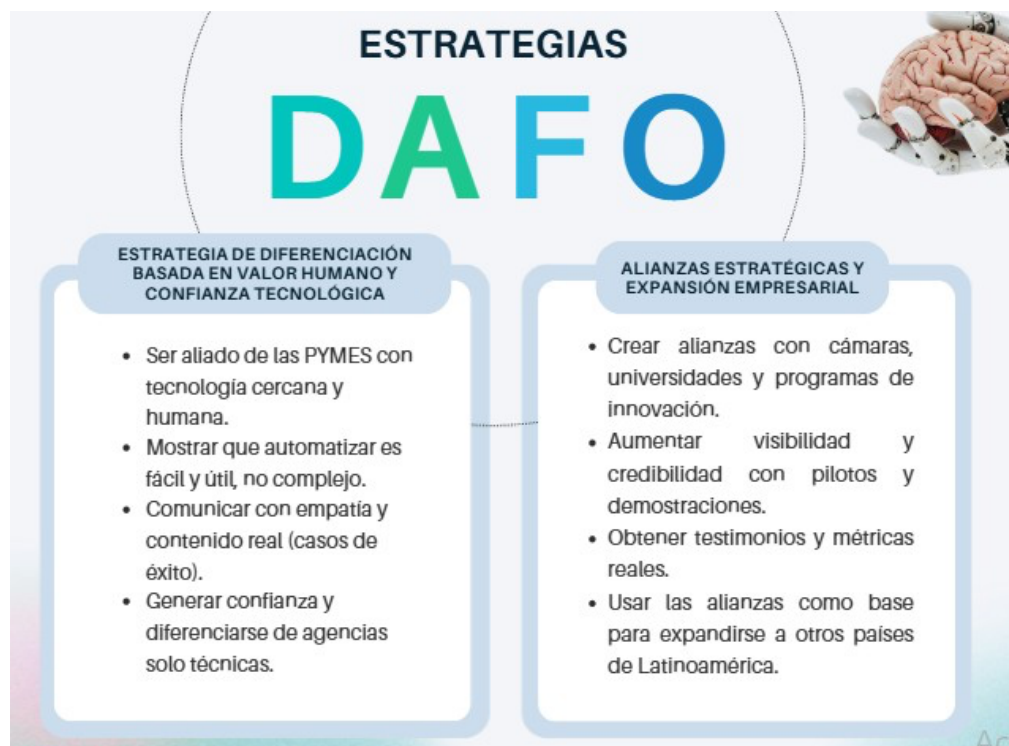 ESTRATEGIAS
DAFO
ESTRATEGIA DE DIFERENCIACIÓN
BASADA EN VALOR HUMANO Y
CONFIANZA TECNOLÓGICA
• Ser aliado de las PYMES con
tecnología cercana y
humana.
• Mostrar que automatizar es
fácil y útil, no complejo.
• Comunicar con empatía y
contenido real (casos de
éxito).
• Generar confianza y
diferenciarse de agencias
solo técnicas.
ALIANZAS ESTRATÉGICAS Y
EXPANSIÓN EMPRESARIAL
• Crear alianzas con cámaras,
universidades y programas de
innovación.
• Aumentar visibilidad y
credibilidad con pilotos y
demostraciones.
• Obtener testimonios y métricas
reales.
• Usar las alianzas como base
para expandirse a otros países
de Latinoamérica.